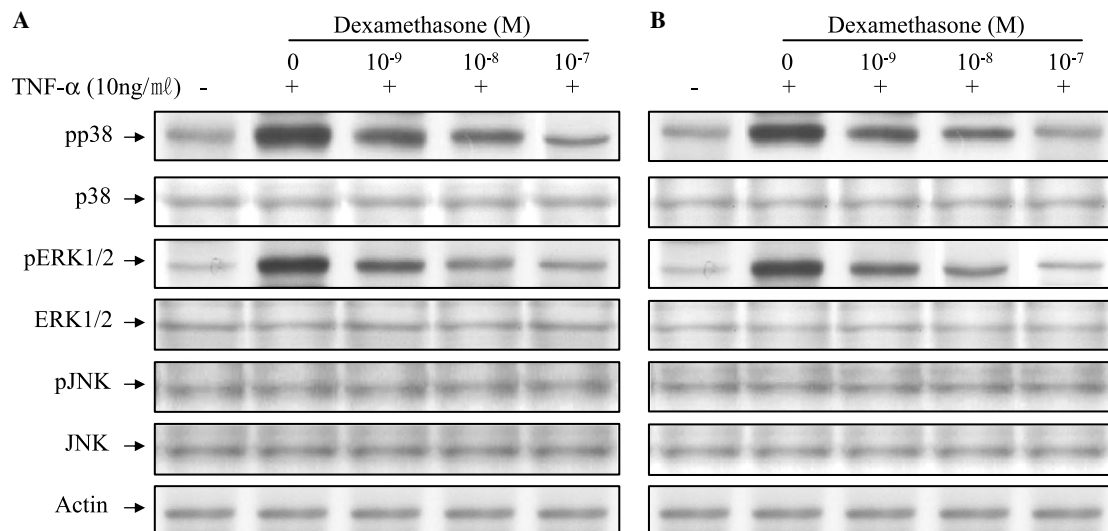 A
B
Dexamethasone (M)
Dexamethasone (M)
0 10⁻⁹ 10⁻⁸ 10⁻⁷
0 10⁻⁹ 10⁻⁸ 10⁻⁷
TNF-α (10ng/㎖) - + + + +
- + + + +
pp38
p38
pERK1/2
ERK1/2
pJNK
JNK
Actin